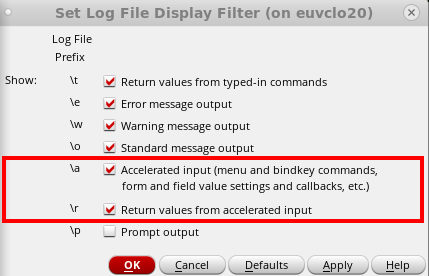 Set Log File Display Filter (on euvclo20)
Log File
Prefix
Show: \t Return values from typed-in commands
\e Error message output
\w Warning message output
\o Standard message output
\a Accelerated input (menu and bindkey commands,
form and field value settings and callbacks, etc.)
\r Return values from accelerated input
\p Prompt output
OK Cancel Defaults Apply Help